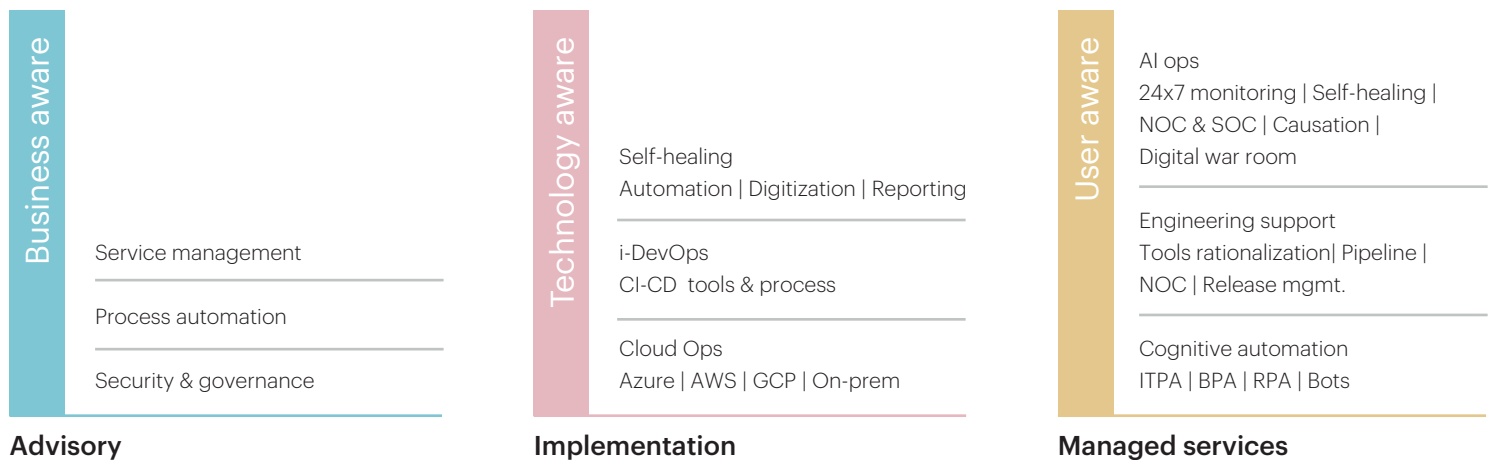 Business aware
Service management
Process automation
Security & governance
Advisory
Technology aware
Self-healing
Automation | Digitization | Reporting
i-DevOps
CI-CD  tools & process
Cloud Ops
Azure | AWS | GCP | On-prem
Implementation
User aware
AI ops
24x7 monitoring | Self-healing |
NOC & SOC | Causation |
Digital war room
Engineering support
Tools rationalization| Pipeline |
NOC | Release mgmt.
Cognitive automation
ITPA | BPA | RPA | Bots
Managed services